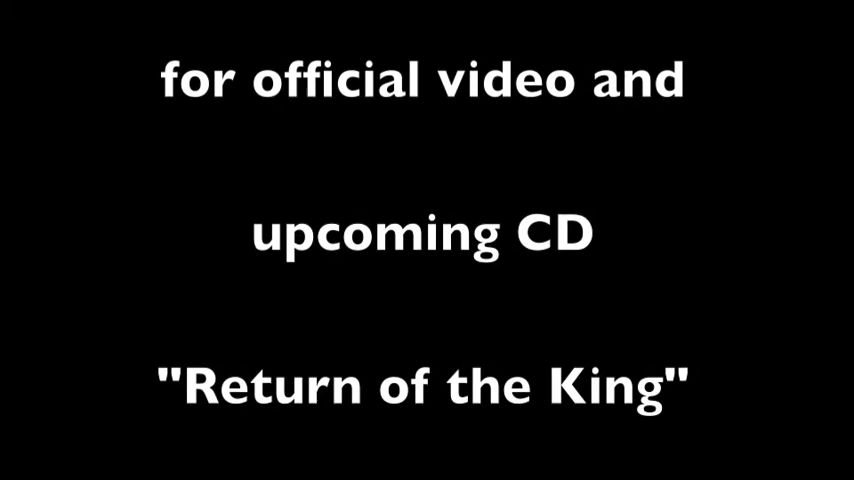 for official video and
upcoming CD
"Return of the King"